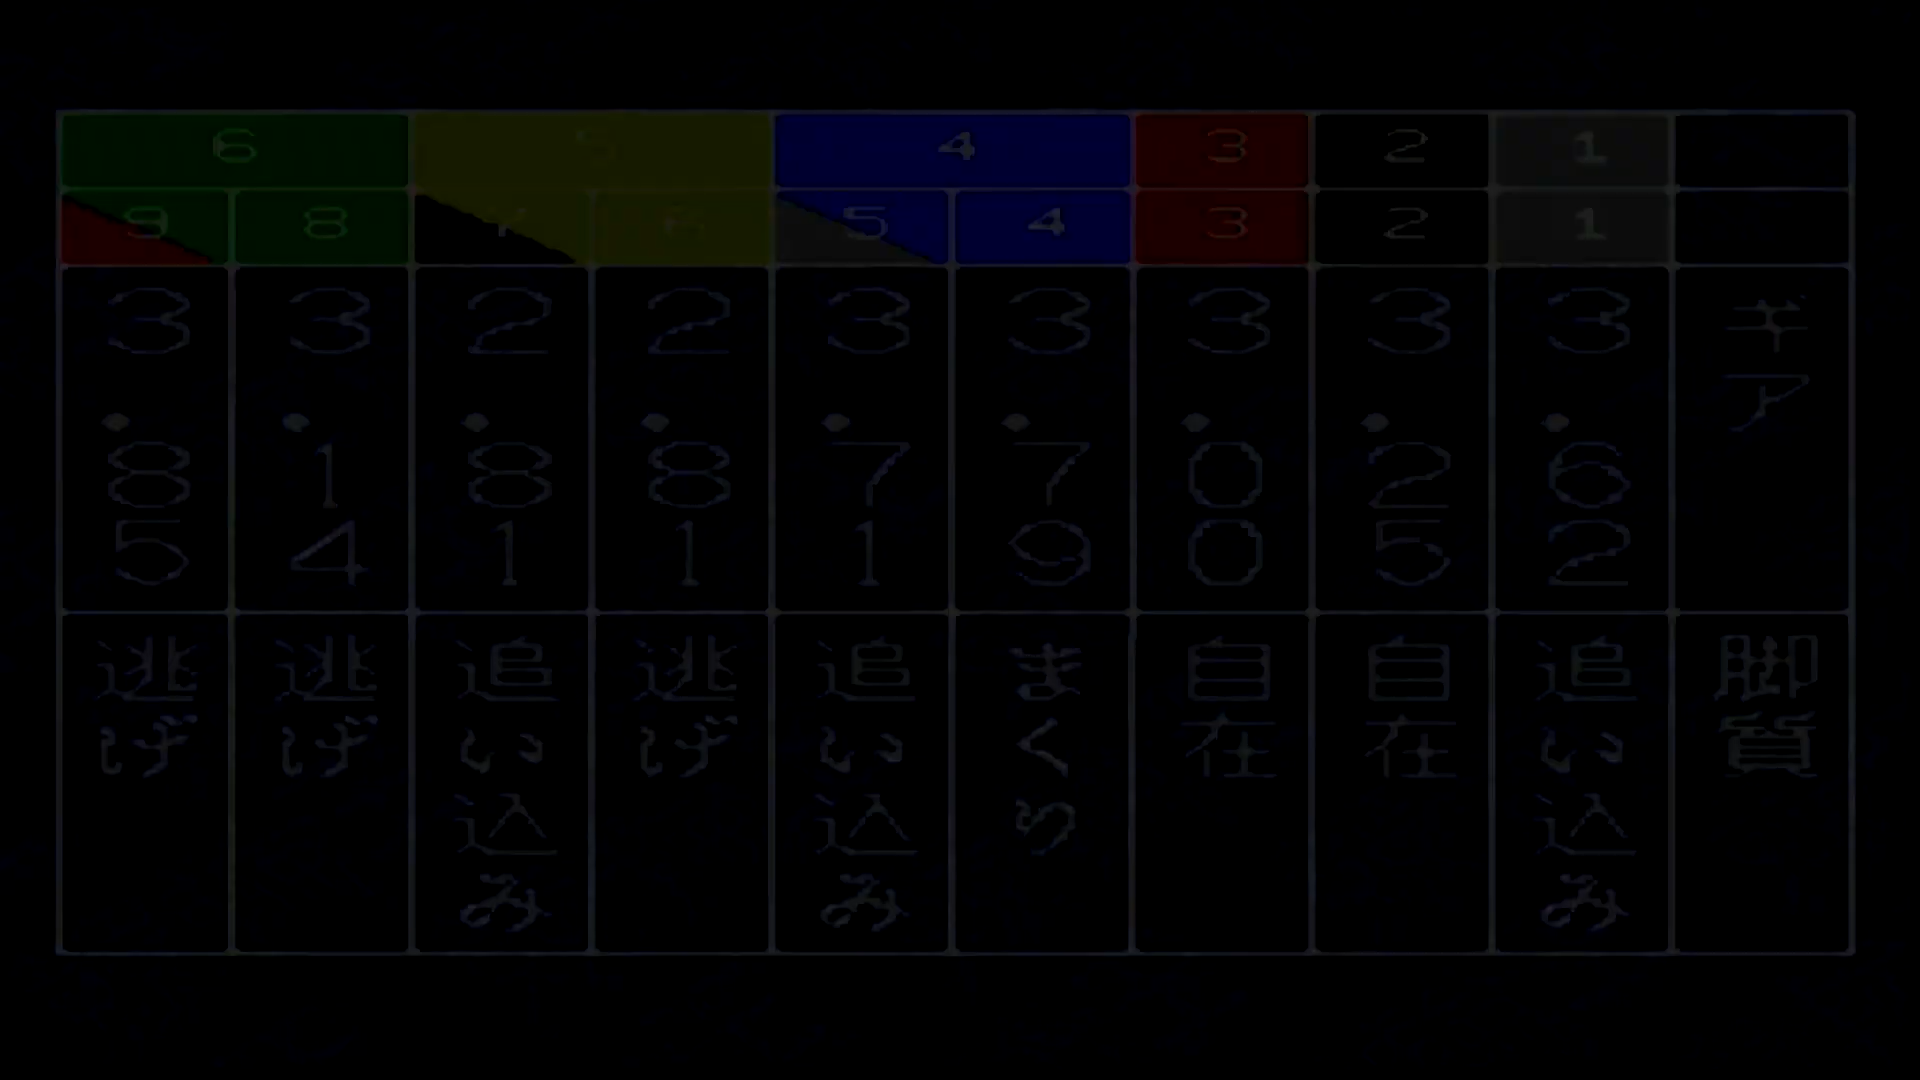 6 5 4 3 2 1
9 8 7 6 5 4 3 2 1
ギア
3.62
3.25
3.00
3.79
3.71
2.81
2.81
3.14
3.85
脚質
追い込み
自在
自在
まくり
追い込み
逃げ
追い込み
逃げ
逃げ